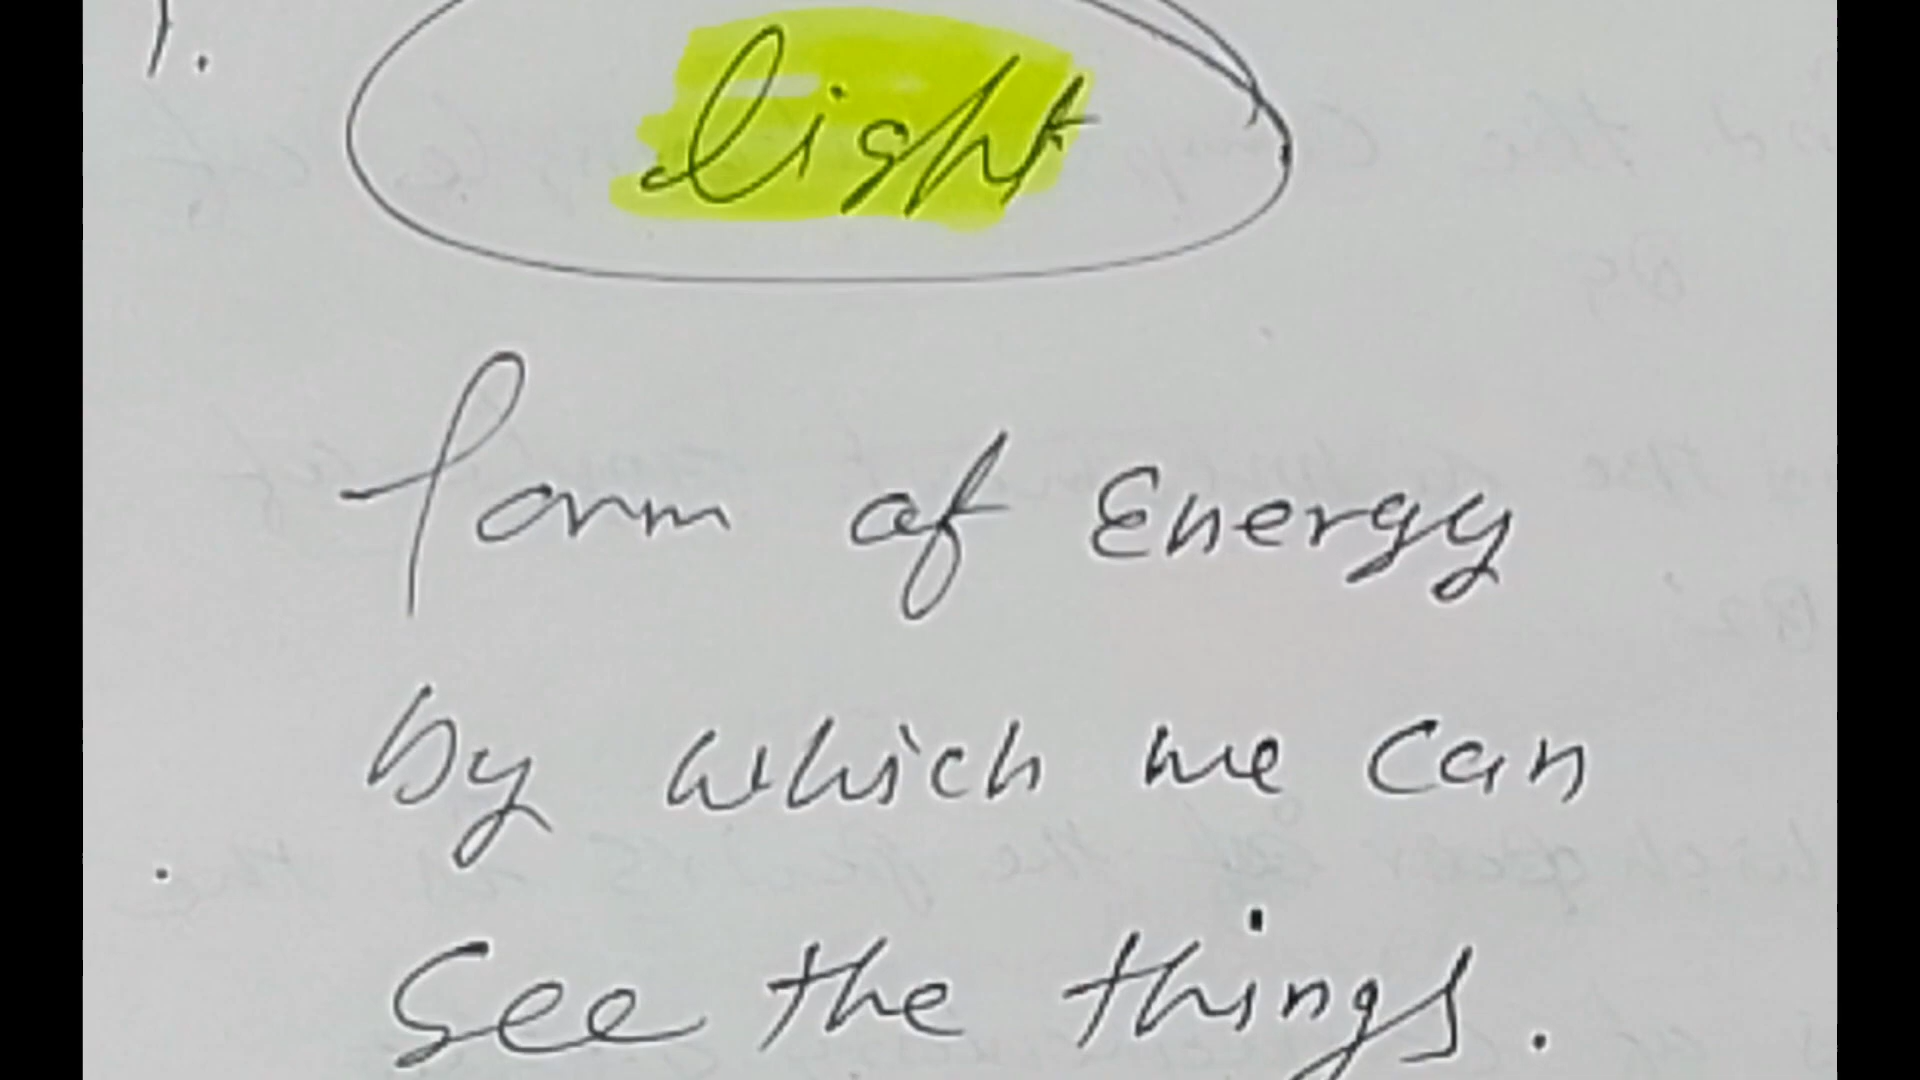 1.
light
form of Energy
by which we can
See the things.